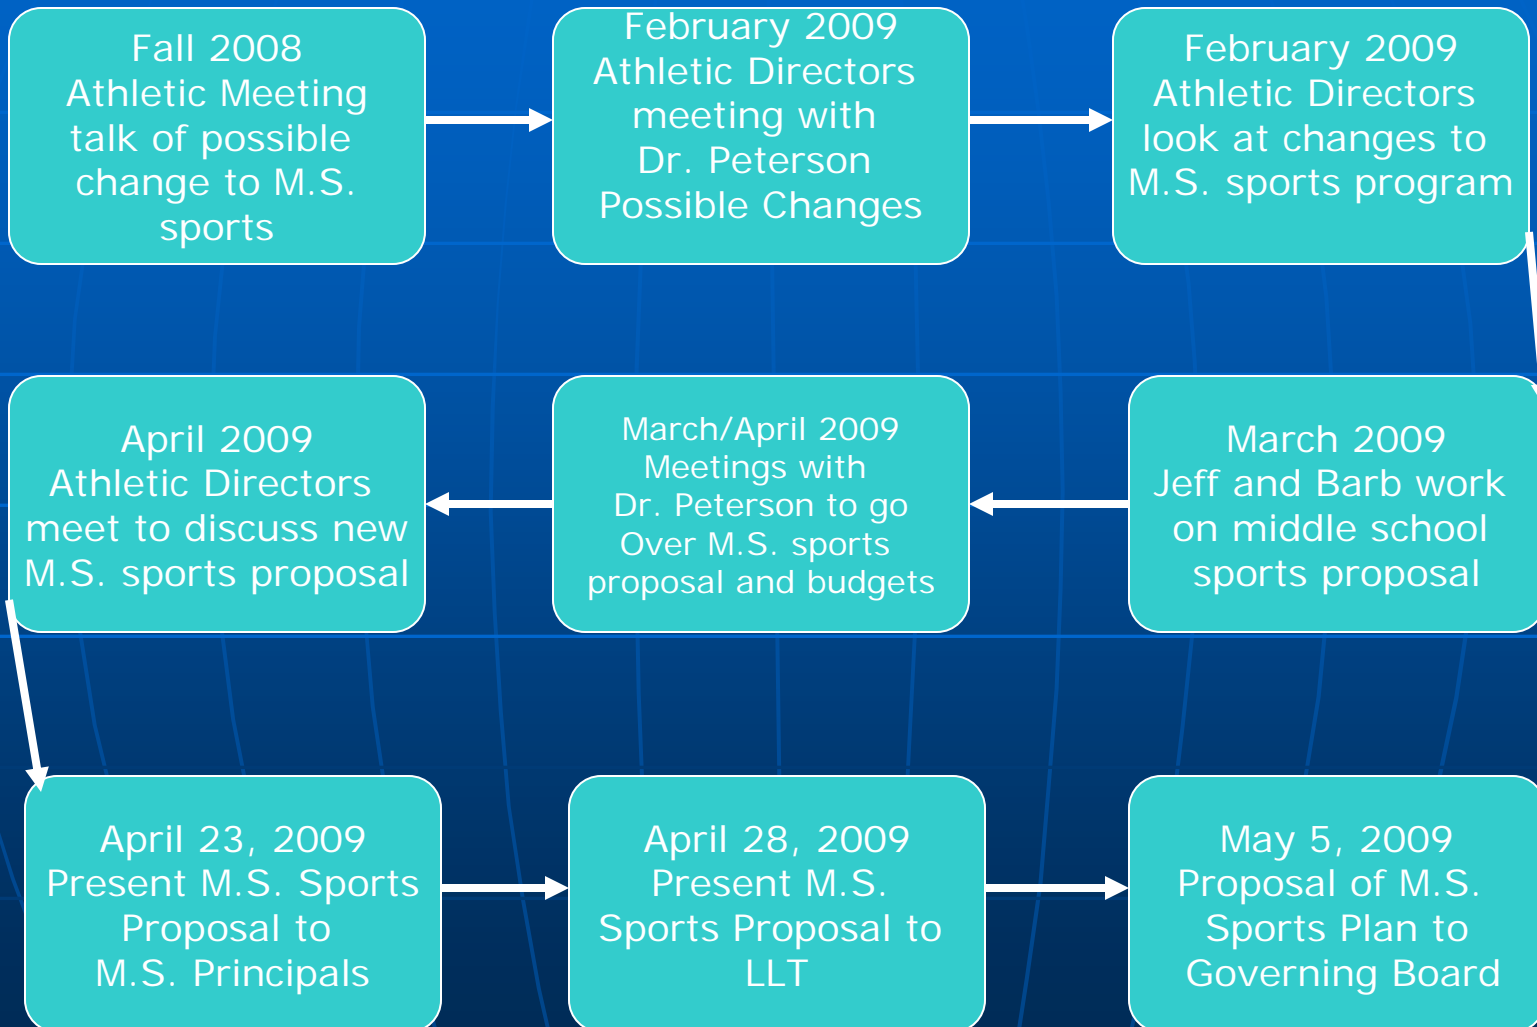 Fall 2008
Athletic Meeting
talk of possible
change to M.S.
sports
February 2009
Athletic Directors
meeting with
Dr. Peterson
Possible Changes
February 2009
Athletic Directors
look at changes to
M.S. sports program
March 2009
Jeff and Barb work
on middle school
sports proposal
March/April 2009
Meetings with
Dr. Peterson to go
Over M.S. sports
proposal and budgets
April 2009
Athletic Directors
meet to discuss new
M.S. sports proposal
April 23, 2009
Present M.S. Sports
Proposal to
M.S. Principals
April 28, 2009
Present M.S.
Sports Proposal to
LLT
May 5, 2009
Proposal of M.S.
Sports Plan to
Governing Board